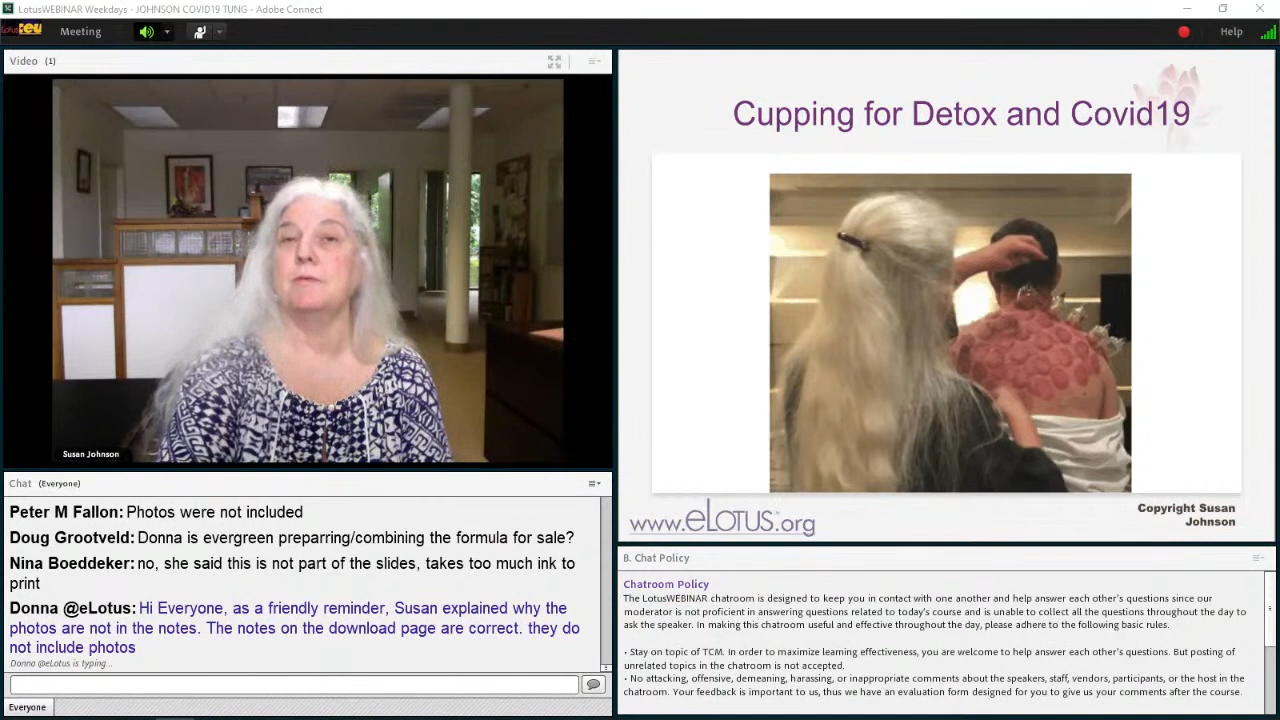 LotusWEBINAR Weekdays - JOHNSON COVID19 TUNG - Adobe Connect
Meeting
Help
Video (1)
Susan Johnson
Cupping for Detox and Covid19
www.eLOTUS.org
Copyright Susan
Johnson
Chat (Everyone)
Peter M Fallon: Photos were not included
Doug Grootveld: Donna is evergreen preparring/combining the formula for sale?
Nina Boeddeker: no, she said this is not part of the slides, takes too much ink to
print
Donna @eLotus: Hi Everyone, as a friendly reminder, Susan explained why the
photos are not in the notes. The notes on the download page are correct. they do
not include photos
Donna @eLotus is typing...
Everyone
B. Chat Policy
Chatroom Policy
The LotusWEBINAR chatroom is designed to keep you in contact with one another and help answer each other's questions since our
moderator is not proficient in answering questions related to today's course and is unable to collect all the questions throughout the day to
ask the speaker. In making this chatroom useful and effective throughout the day, please adhere to the following basic rules.
• Stay on topic of TCM. In order to maximize learning effectiveness, you are welcome to help answer each other's questions. But posting of
unrelated topics in the chatroom is not accepted.
• No attacking, offensive, demeaning, harassing, or inappropriate comments about the speakers, staff, vendors, participants, or the host in the
chatroom. Your feedback is important to us, thus we have an evaluation form designed for you to give us your comments after the course.